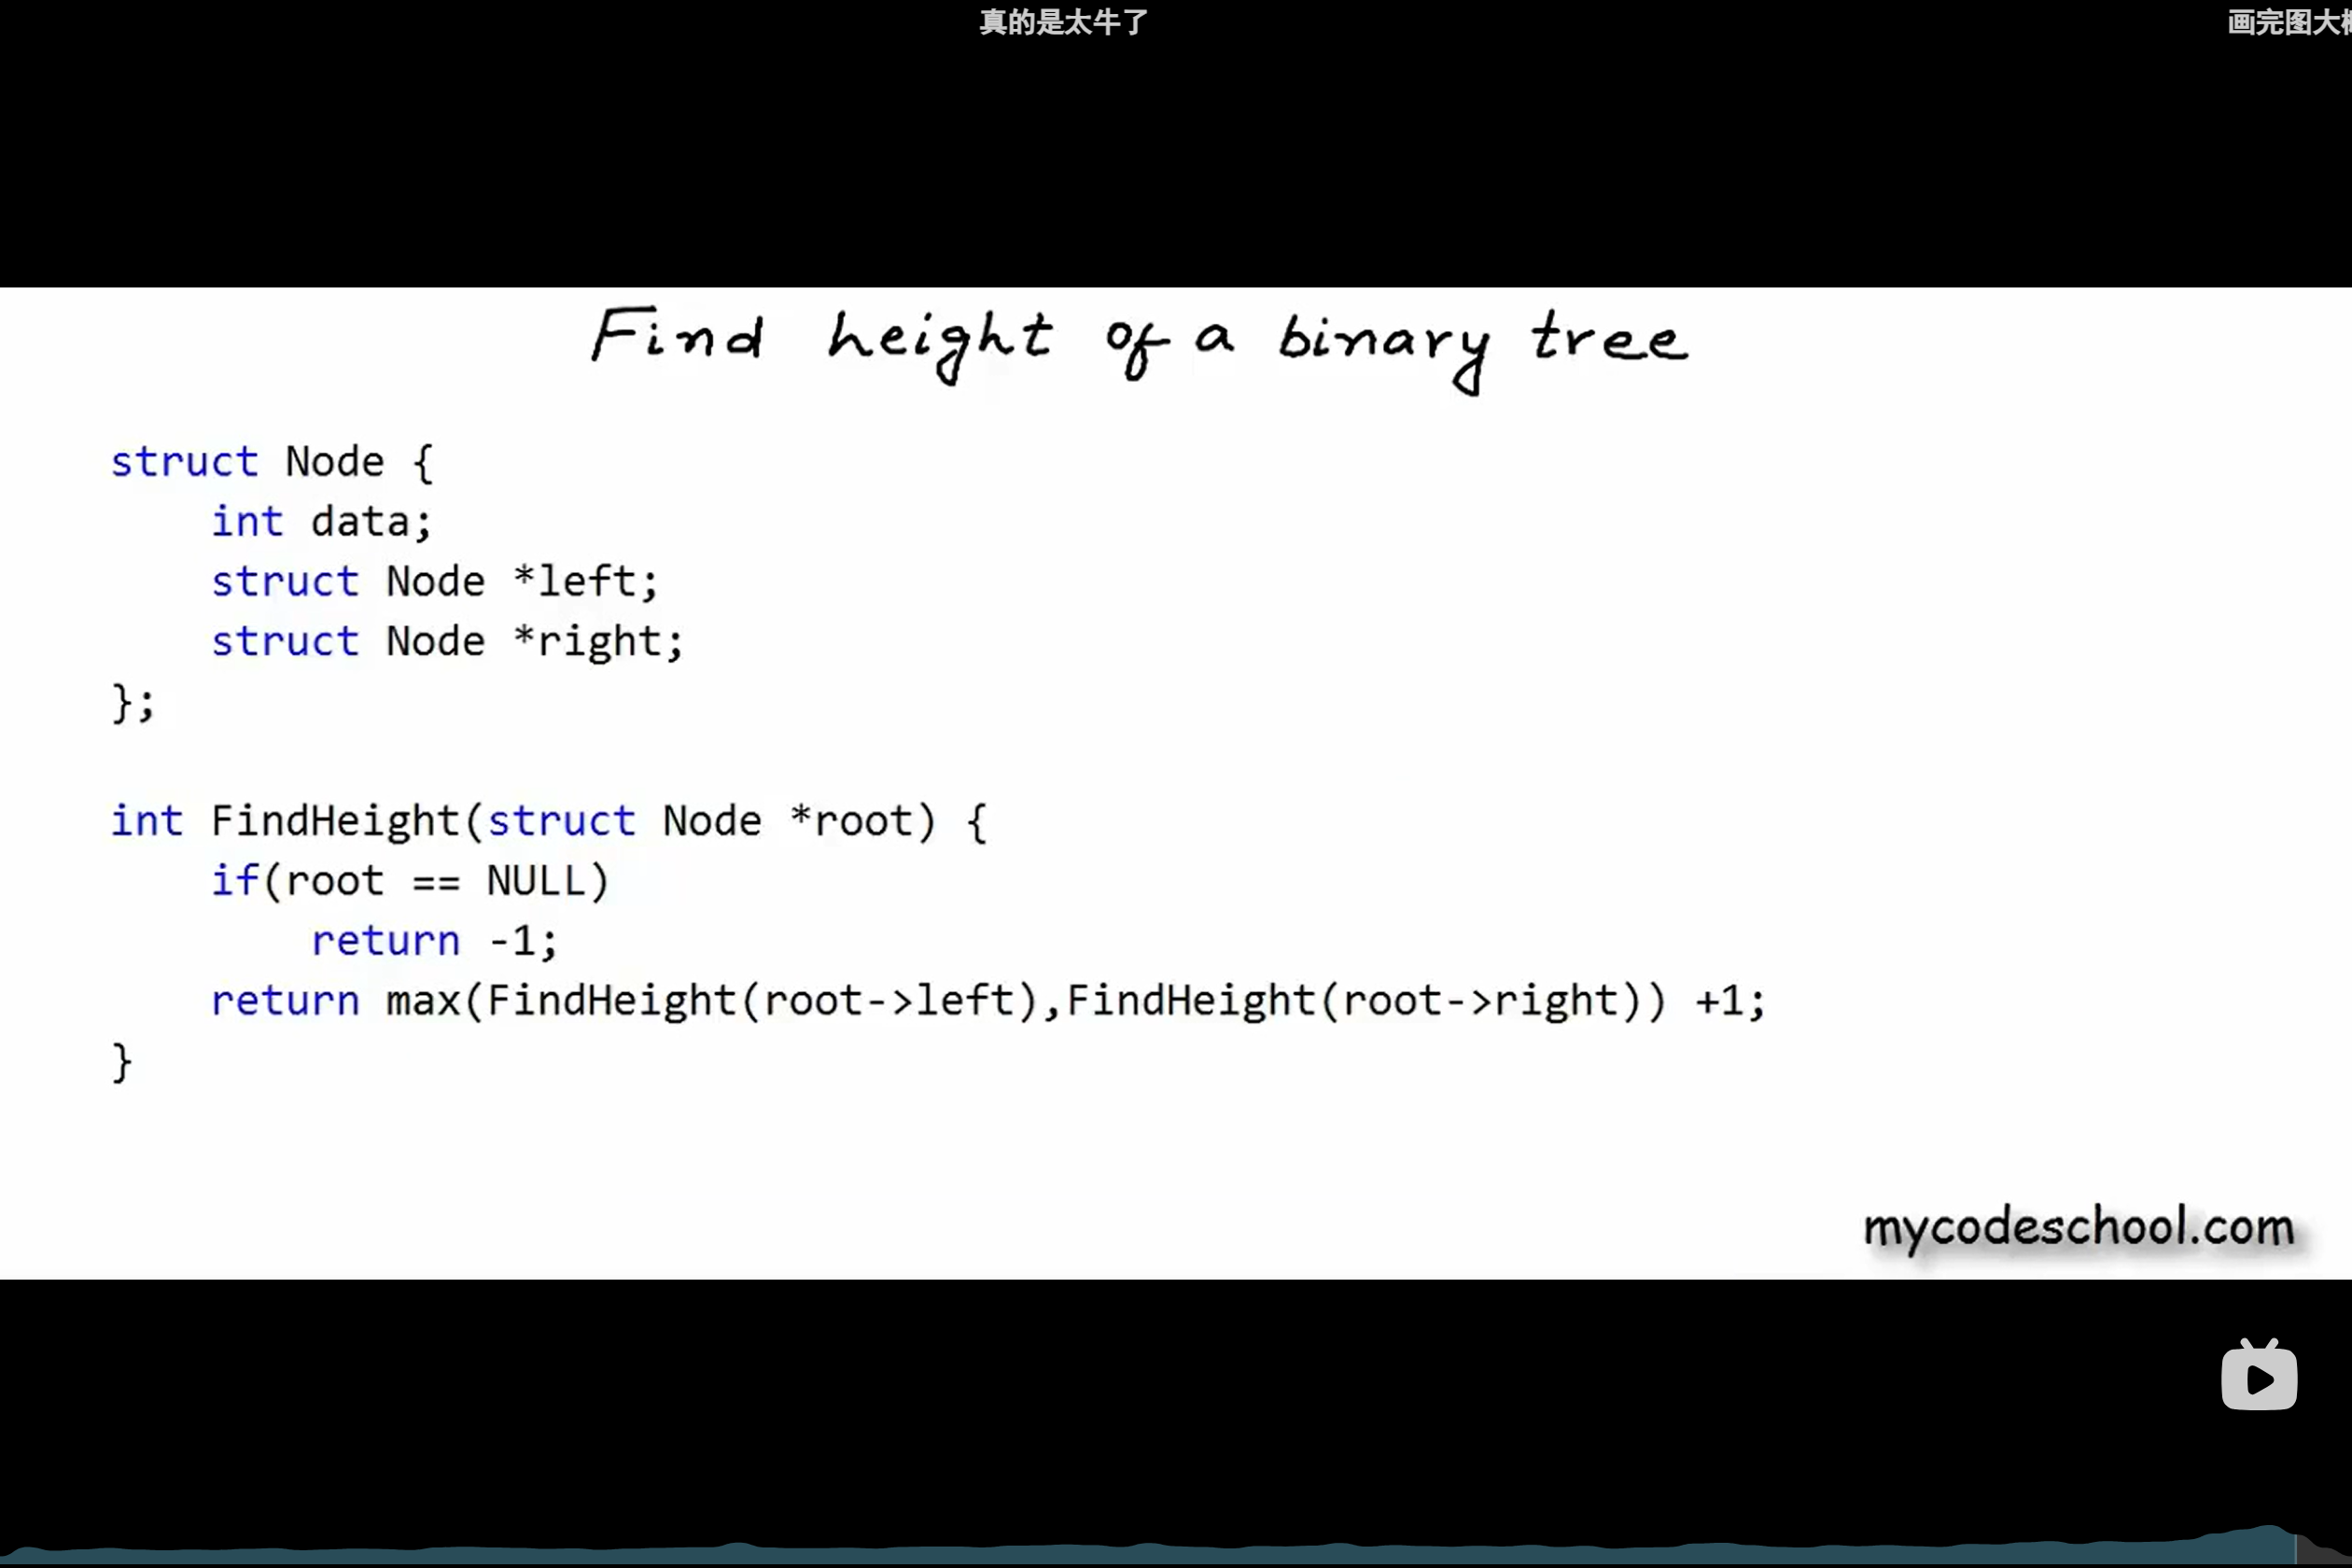 真的是太牛了
画完图大
Find height of a binary tree
struct Node {
    int data;
    struct Node *left;
    struct Node *right;
};
int FindHeight(struct Node *root) {
    if(root == NULL)
        return -1;
    return max(FindHeight(root->left),FindHeight(root->right)) +1;
}
mycodeschool.com